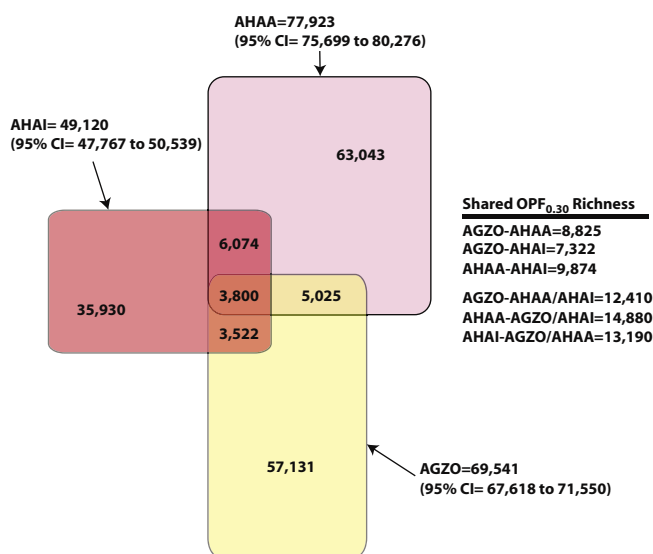 AHAA=77,923
(95% CI= 75,699 to 80,276)
AHAI= 49,120
(95% CI= 47,767 to 50,539)
63,043
Shared OPF0.30 Richness
AGZO-AHAA=8,825
AGZO-AHAI=7,322
AHAA-AHAI=9,874
AGZO-AHAA/AHAI=12,410
AHAA-AGZO/AHAI=14,880
AHAI-AGZO/AHAA=13,190
6,074
3,800
5,025
35,930
3,522
57,131
AGZO=69,541
(95% CI= 67,618 to 71,550)